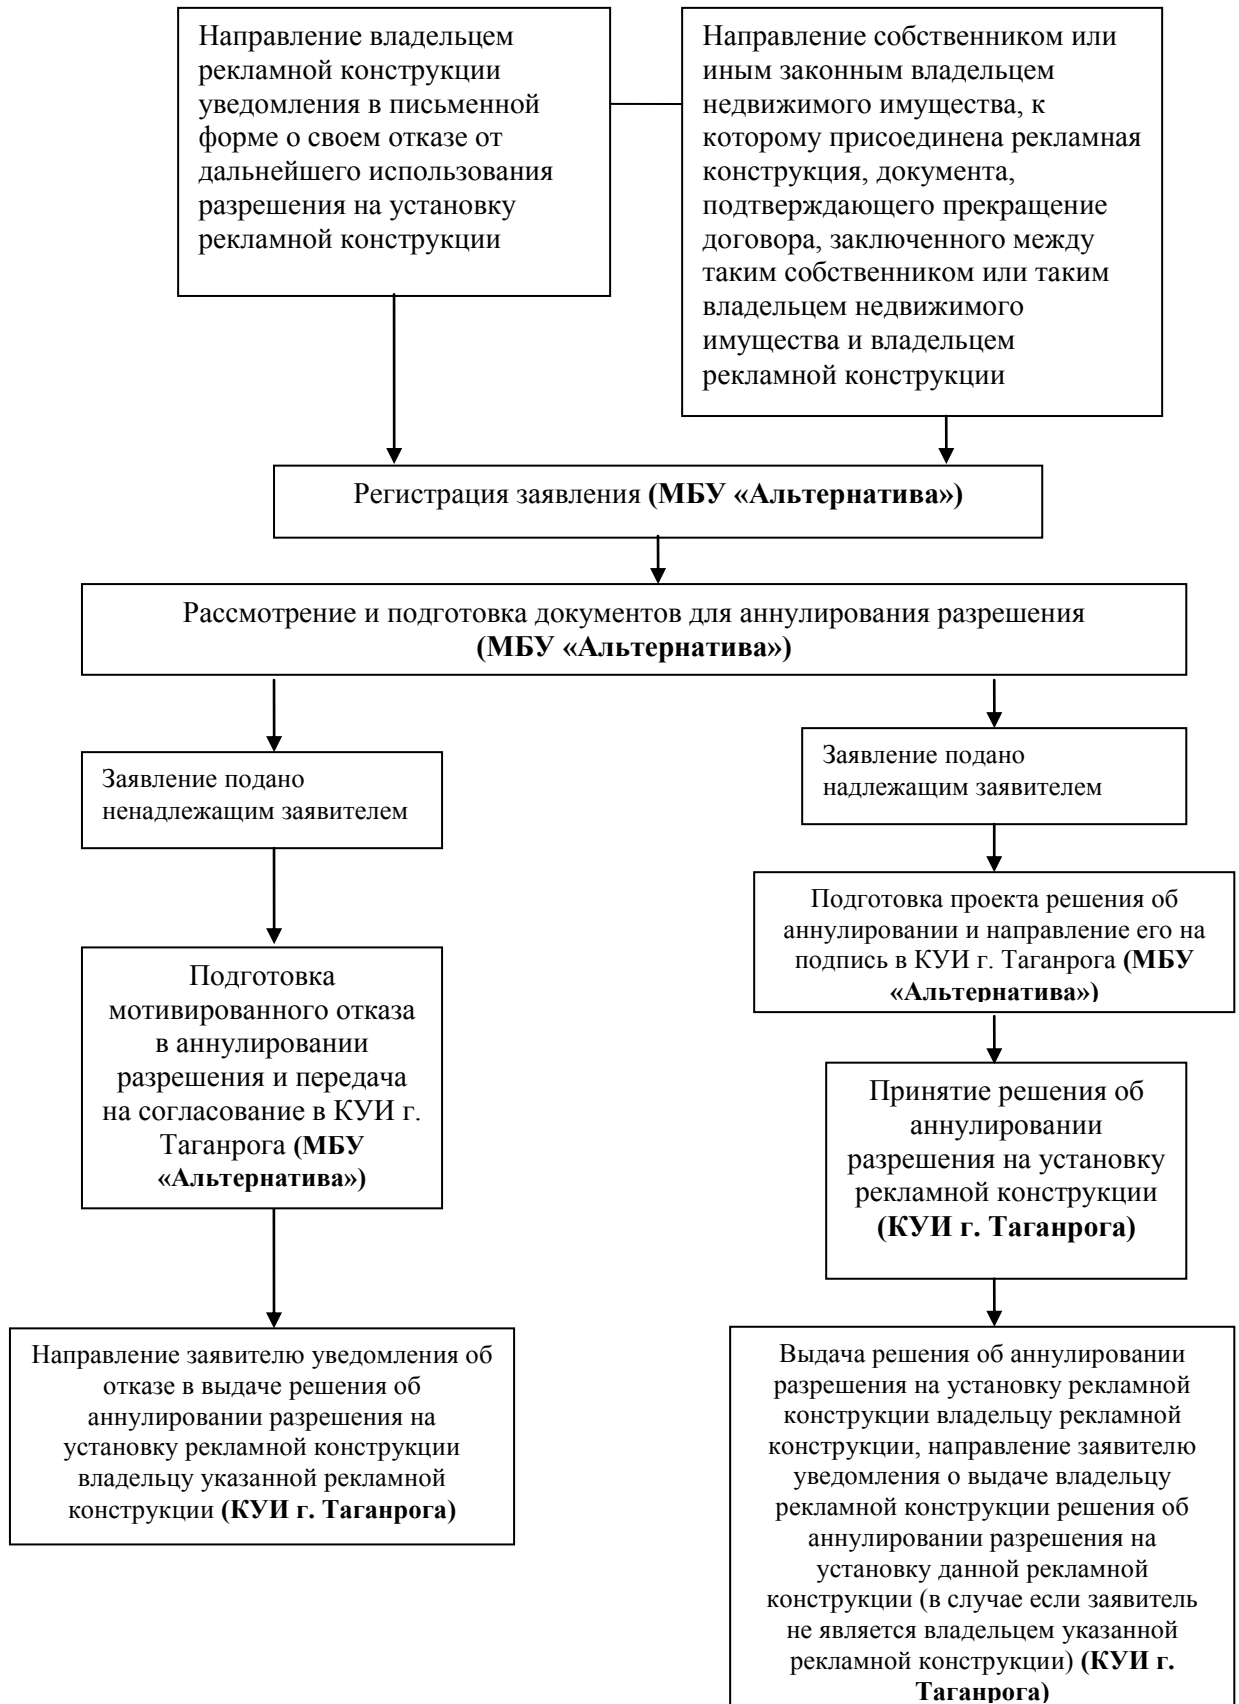 Направление владельцем
рекламной конструкции
уведомления в письменной
форме о своем отказе от
дальнейшего использования
разрешения на установку
рекламной конструкции
Направление собственником или
иным законным владельцем
недвижимого имущества, к
которому присоединена рекламная
конструкция, документа,
подтверждающего прекращение
договора, заключенного между
таким собственником или таким
владельцем недвижимого
имущества и владельцем
рекламной конструкции
Регистрация заявления (МБУ «Альтернатива»)
Рассмотрение и подготовка документов для аннулирования разрешения
(МБУ «Альтернатива»)
Заявление подано
ненадлежащим заявителем
Заявление подано
надлежащим заявителем
Подготовка
мотивированного отказа
в аннулировании
разрешения и передача
на согласование в КУИ г.
Таганрога (МБУ
«Альтернатива»)
Подготовка проекта решения об
аннулировании и направление его на
подпись в КУИ г. Таганрога (МБУ
«Альтернатива»)
Принятие решения об
аннулировании
разрешения на установку
рекламной конструкции
(КУИ г. Таганрога)
Направление заявителю уведомления об
отказе в выдаче решения об
аннулировании разрешения на
установку рекламной конструкции
владельцу указанной рекламной
конструкции (КУИ г. Таганрога)
Выдача решения об аннулировании
разрешения на установку рекламной
конструкции владельцу рекламной
конструкции, направление заявителю
уведомления о выдаче владельцу
рекламной конструкции решения об
аннулировании разрешения на
установку данной рекламной
конструкции (в случае если заявитель
не является владельцем указанной
рекламной конструкции) (КУИ г.
Таганрога)